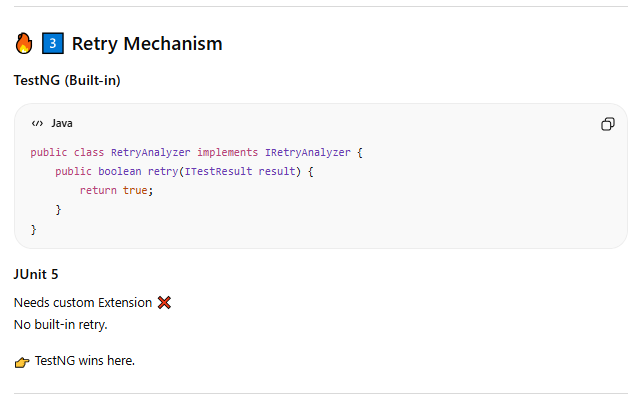 🔥 3️⃣ Retry Mechanism
TestNG (Built-in)
</> Java
public class RetryAnalyzer implements IRetryAnalyzer {
    public boolean retry(ITestResult result) {
        return true;
    }
}
JUnit 5
Needs custom Extension ❌
No built-in retry.
👉 TestNG wins here.